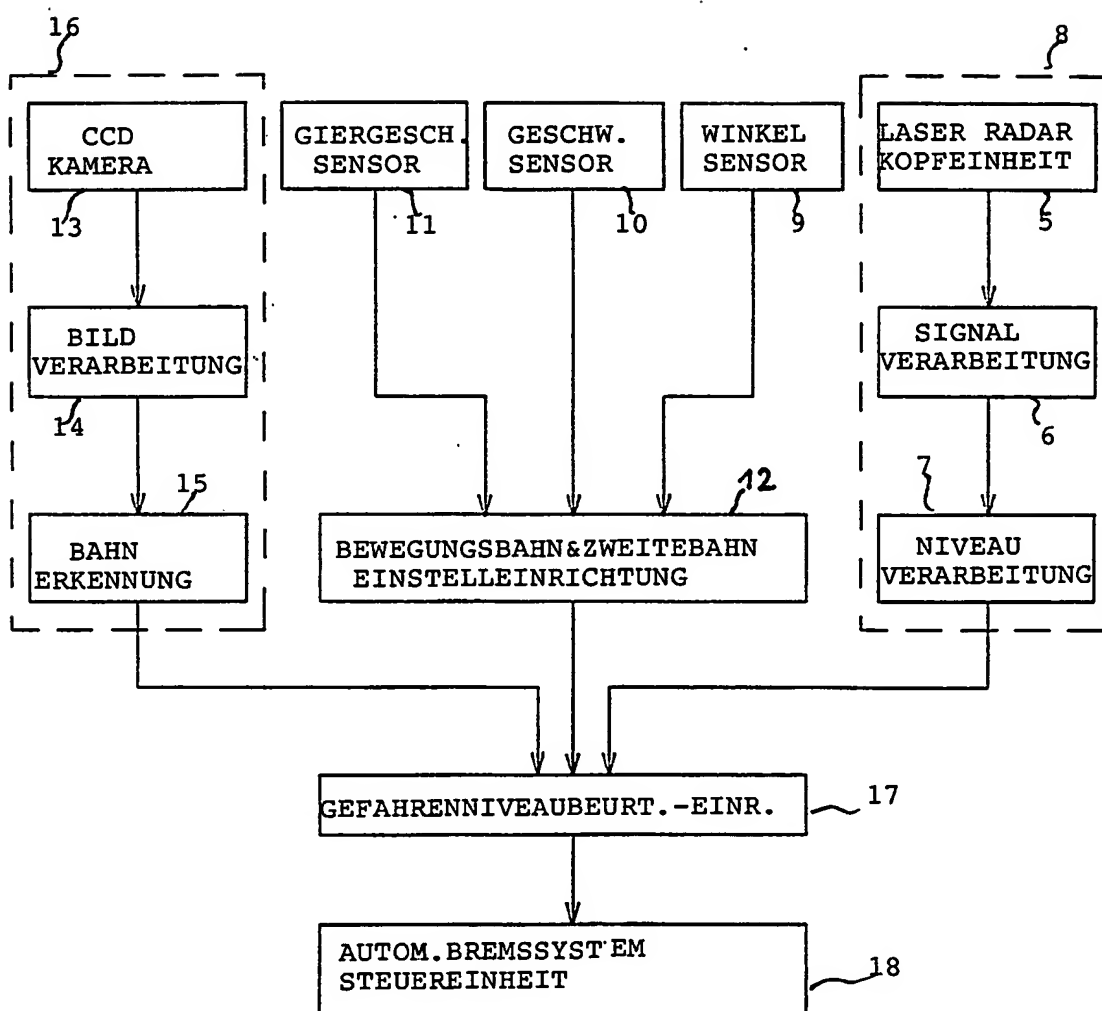 16
8
CCD
KAMERA
13
GIERGESCH.
SENSOR
11
GESCHW.
SENSOR
10
WINKEL
SENSOR
9
LASER RADAR
KOPFEINHEIT
5
BILD
VERARBEITUNG
14
SIGNAL
VERARBEITUNG
6
15
BAHN
ERKENNUNG
12
BEWEGUNGSBAHN&ZWEITEBAHN
EINSTELLEINRICHTUNG
7
NIVEAU
VERARBEITUNG
GEFAHRENNIVEAUBEURT.-EINR.
17
AUTOM.BREMSSYSTEM
STEUEREINHEIT
18